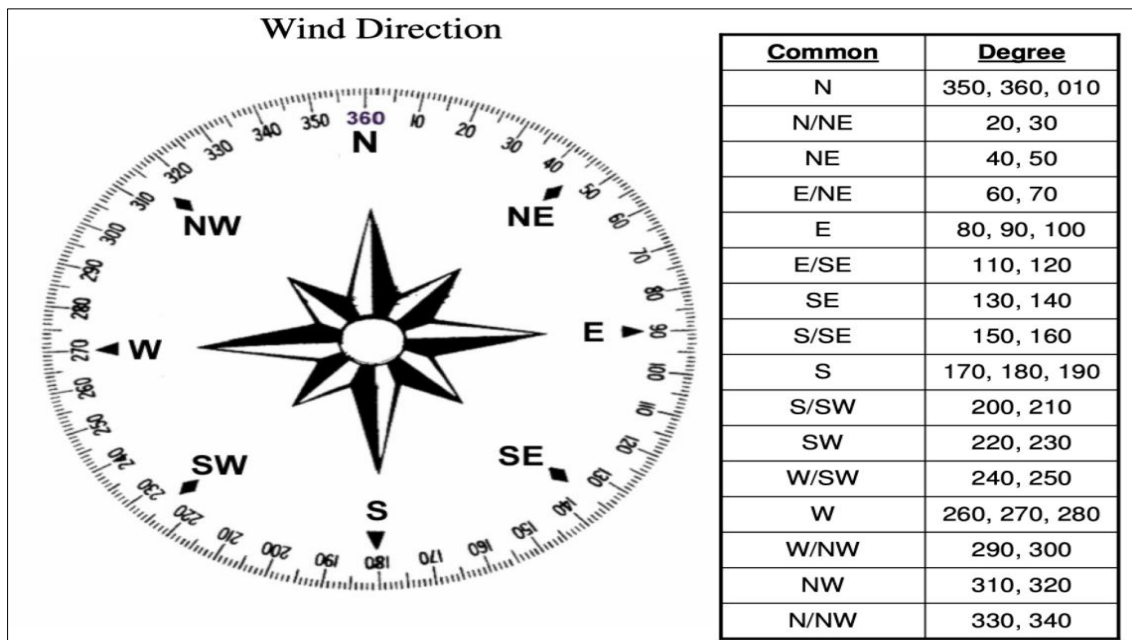 Wind Direction
360
10
20
30
40
50
60
70
80
90
100
110
120
130
140
150
160
170
180
190
200
210
220
230
240
250
270
280
290
300
310
320
330
340
350
N
NE
E
SE
S
SW
W
NW
Common Degree
N 350, 360, 010
N/NE 20, 30
NE 40, 50
E/NE 60, 70
E 80, 90, 100
E/SE 110, 120
SE 130, 140
S/SE 150, 160
S 170, 180, 190
S/SW 200, 210
SW 220, 230
W/SW 240, 250
W 260, 270, 280
W/NW 290, 300
NW 310, 320
N/NW 330, 340